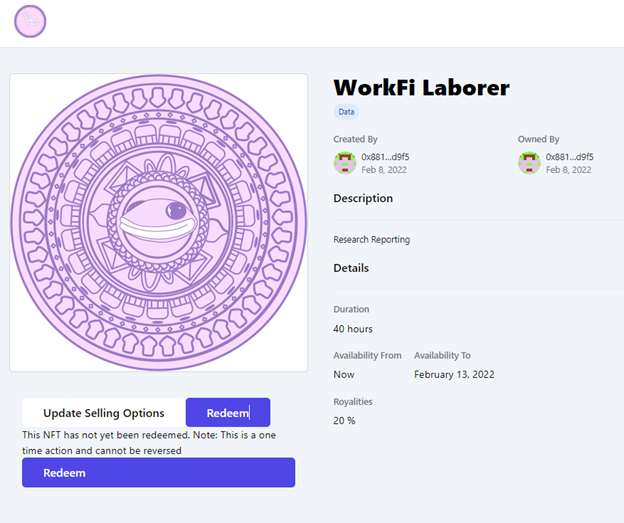 WorkFi Laborer
Data
Created By
Owned By
0x881...d9f5
Feb 8, 2022
0x881...d9f5
Feb 8, 2022
Description
Research Reporting
Details
Duration
40 hours
Availability From
Availability To
Now
February 13, 2022
Royalities
20 %
Update Selling Options
Redeem
This NFT has not yet been redeemed. Note: This is a one
time action and cannot be reversed
Redeem